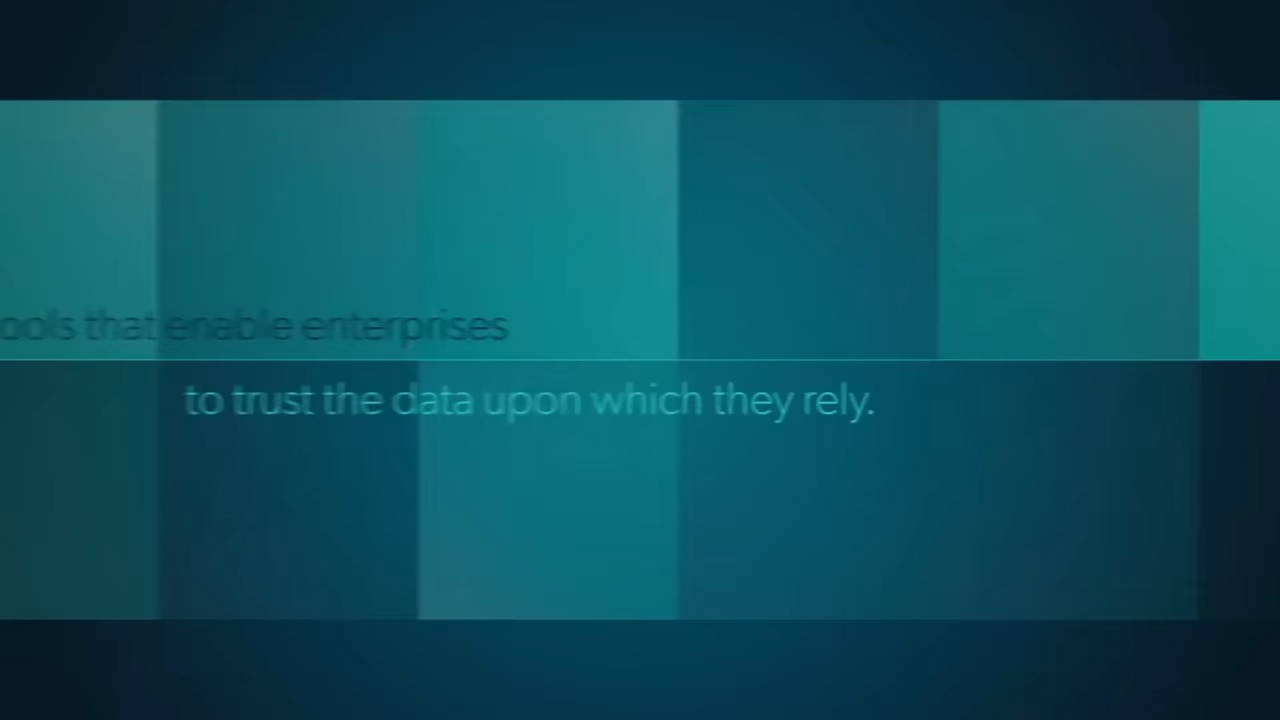 ools that enable enterprises
to trust the data upon which they rely.